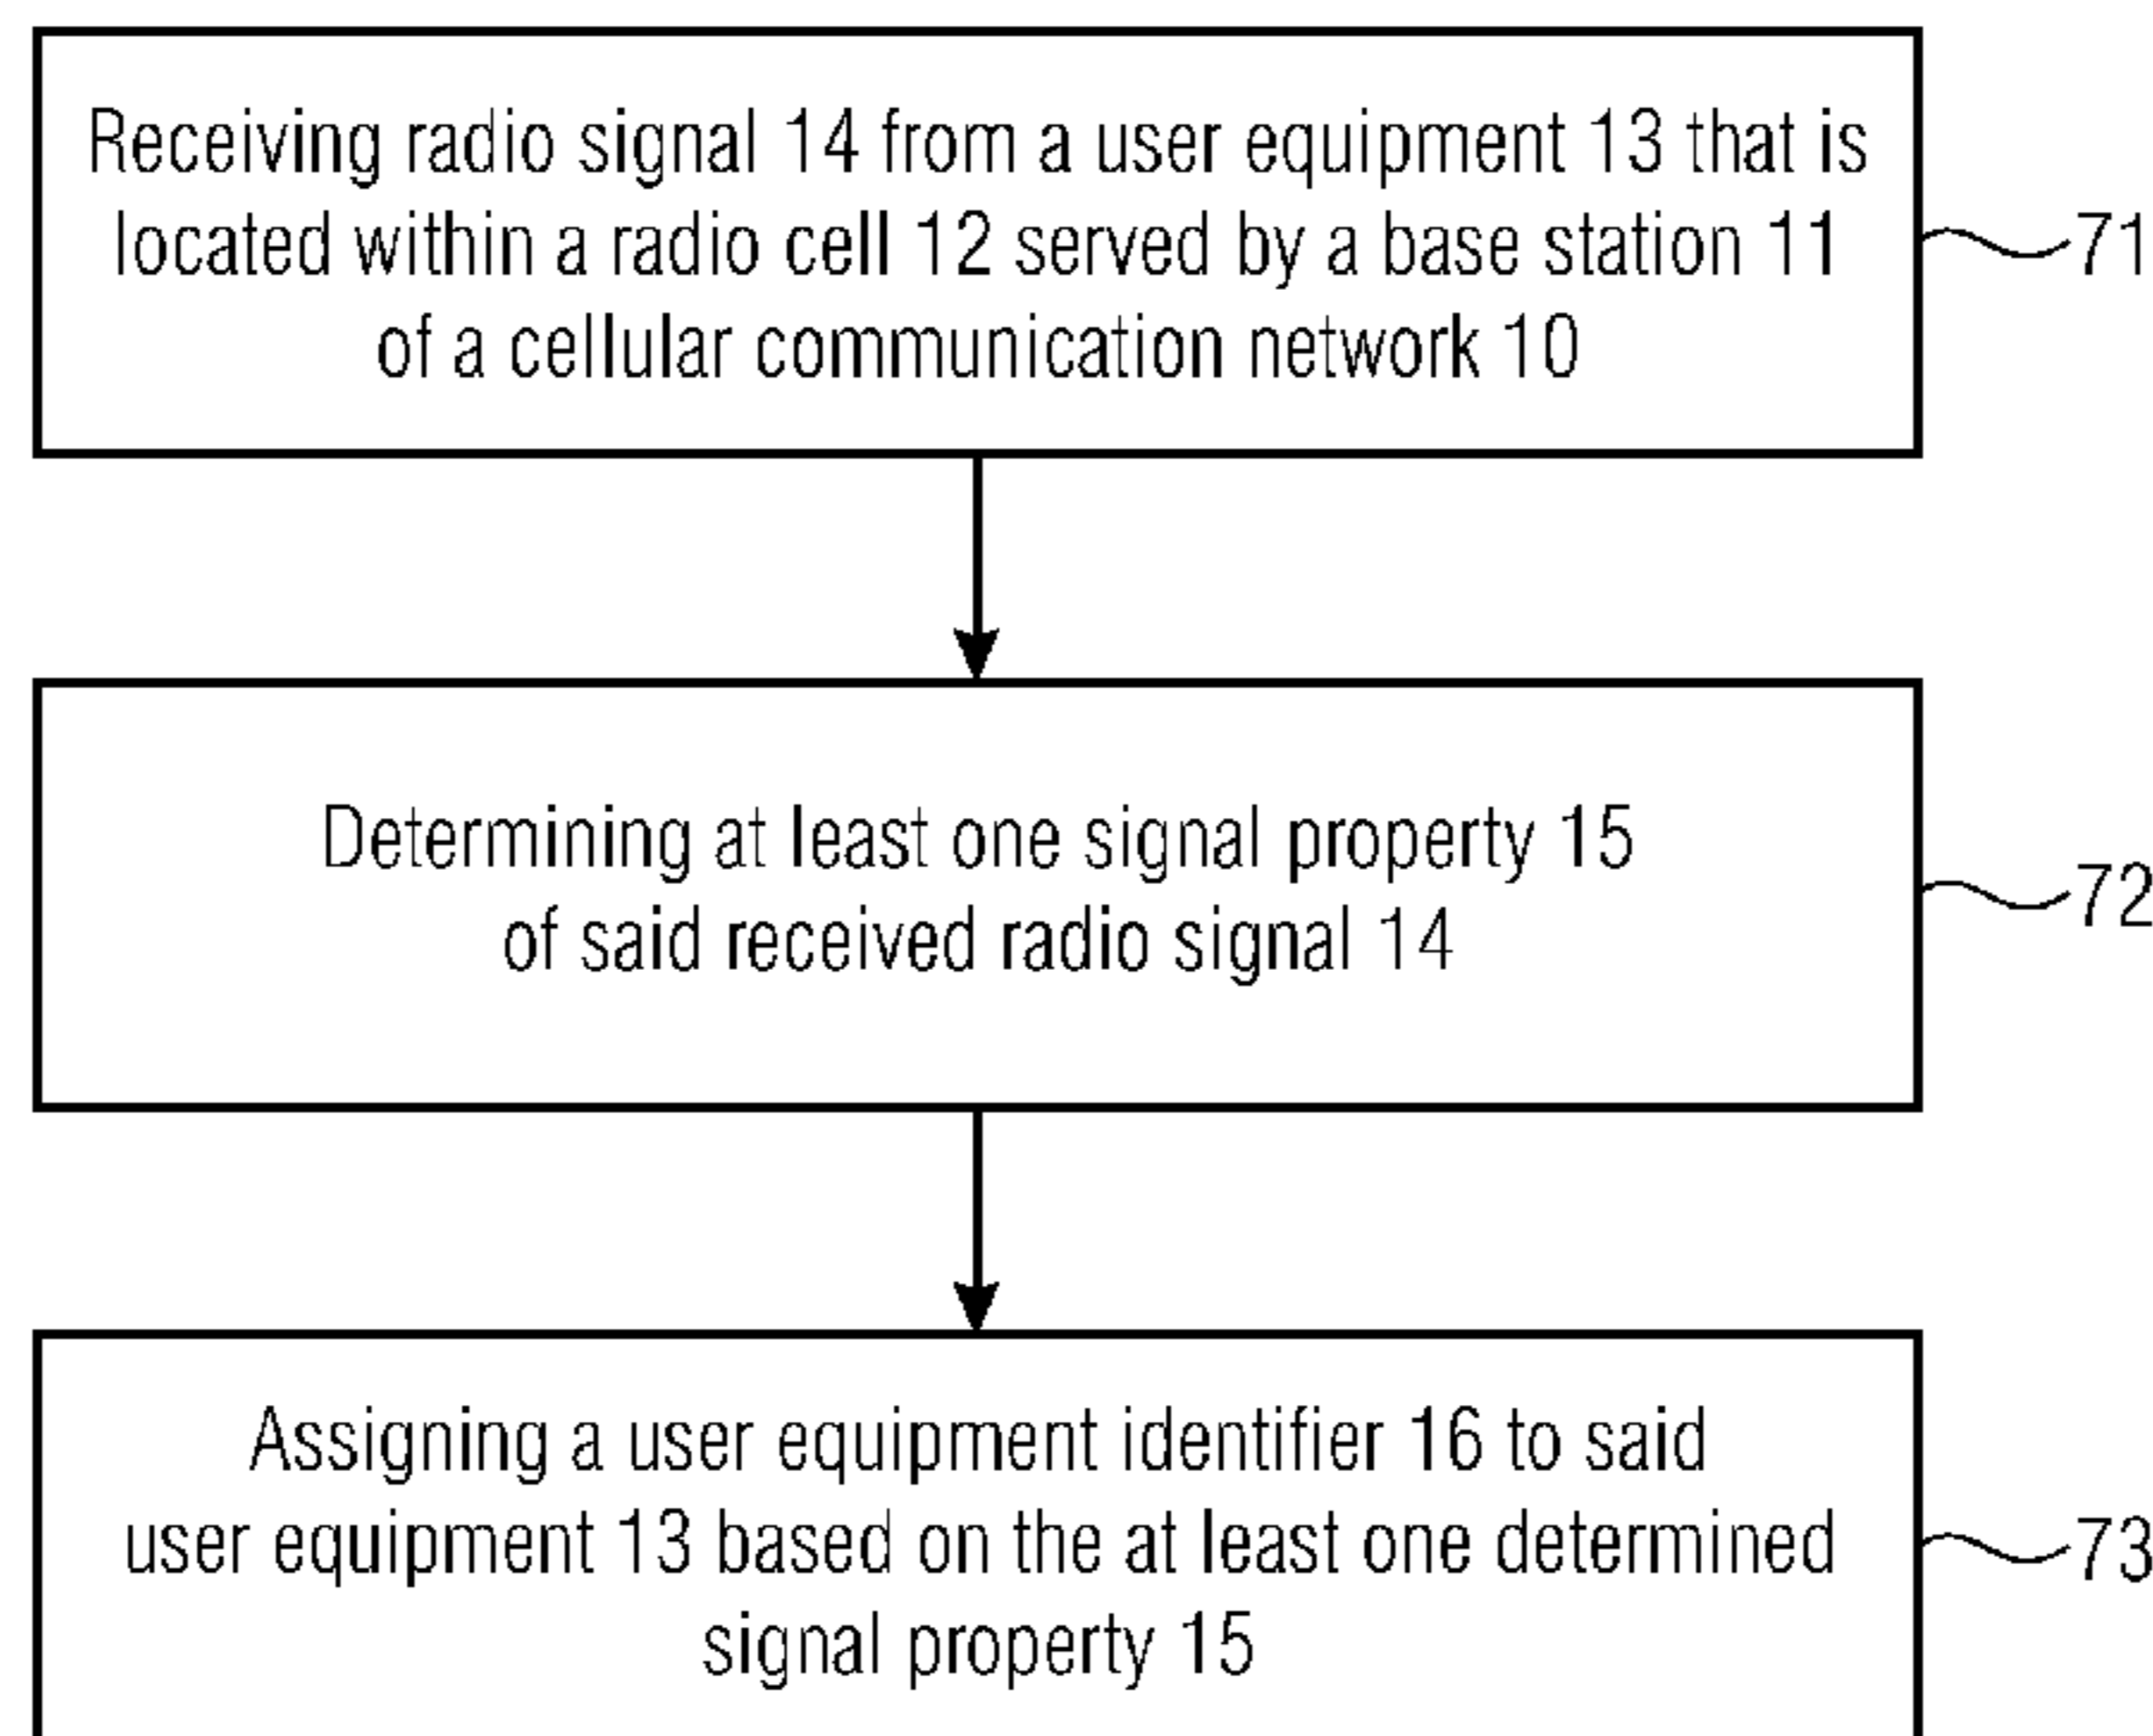 Receiving radio signal 14 from a user equipment 13 that is
located within a radio cell 12 served by a base station 11
of a cellular communication network 10
71
Determining at least one signal property 15
of said received radio signal 14
72
Assigning a user equipment identifier 16 to said
user equipment 13 based on the at least one determined
signal property 15
73